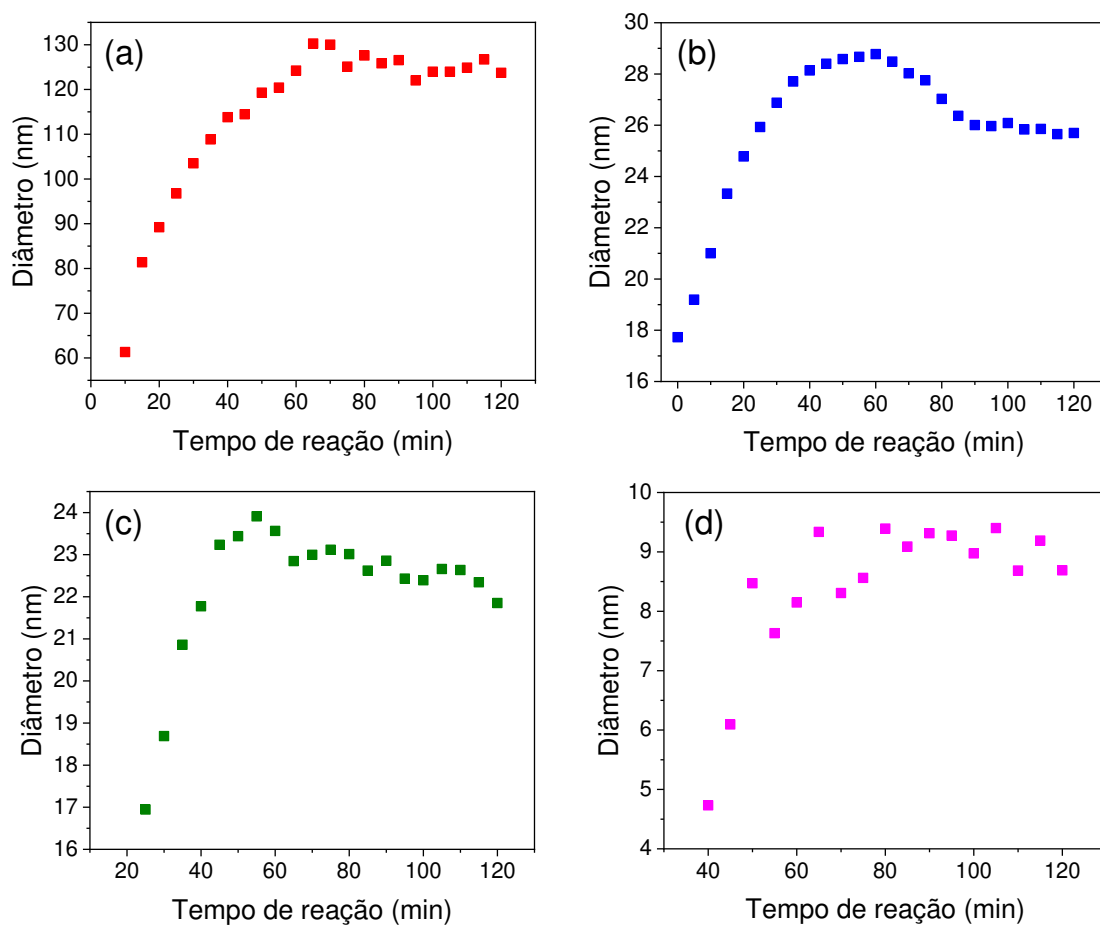 (a)
Diâmetro (nm)
130
120
110
100
90
80
70
60
0 20 40 60 80 100 120
Tempo de reação (min)
(b)
Diâmetro (nm)
30
28
26
24
22
20
18
16
0 20 40 60 80 100 120
Tempo de reação (min)
(c)
Diâmetro (nm)
24
23
22
21
20
19
18
17
16
20 40 60 80 100 120
Tempo de reação (min)
(d)
Diâmetro (nm)
10
9
8
7
6
5
4
40 60 80 100 120
Tempo de reação (min)